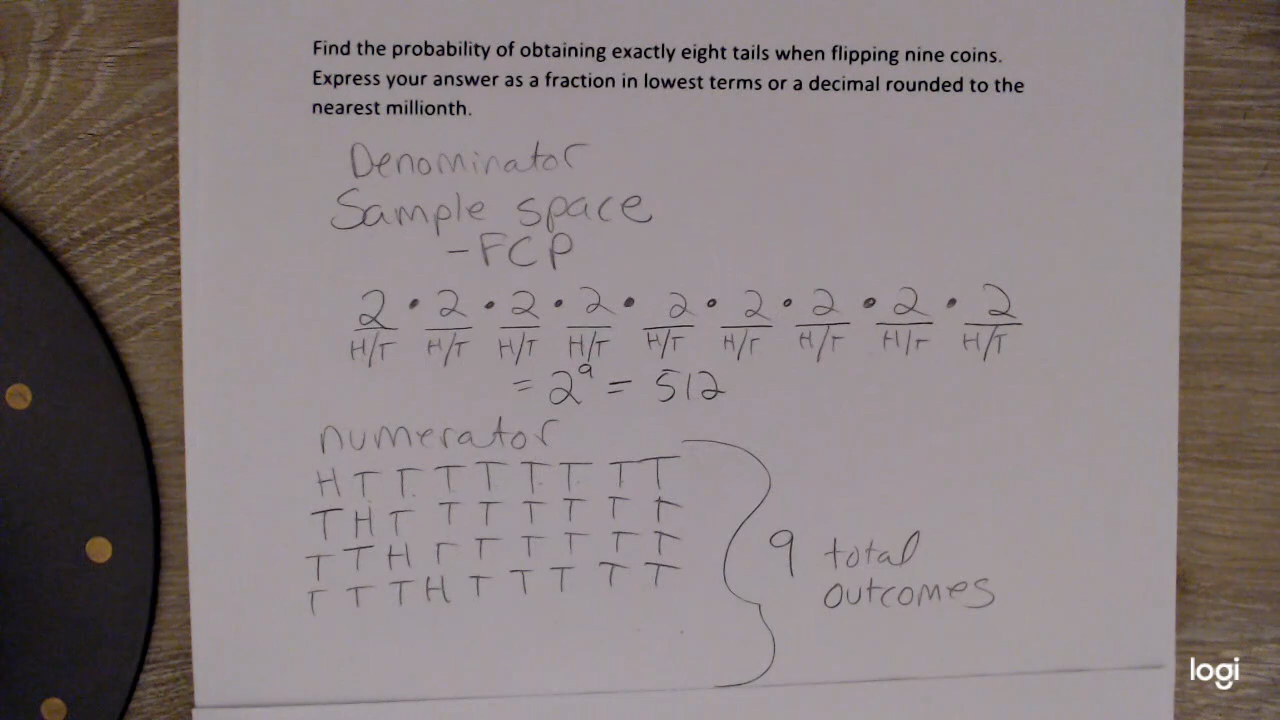 Find the probability of obtaining exactly eight tails when flipping nine coins.
Express your answer as a fraction in lowest terms or a decimal rounded to the
nearest millionth.
Denominator
Sample space
- FCP
2 · 2 · 2 · 2 · 2 · 2 · 2 · 2 · 2
H/T H/T H/T H/T H/T H/T H/T H/T H/T
= 2⁹ = 512
numerator
H T T T T T T T T
T H T T T T T T T
T T H T T T T T T
T T T H T T T T T
9 total
outcomes
logi